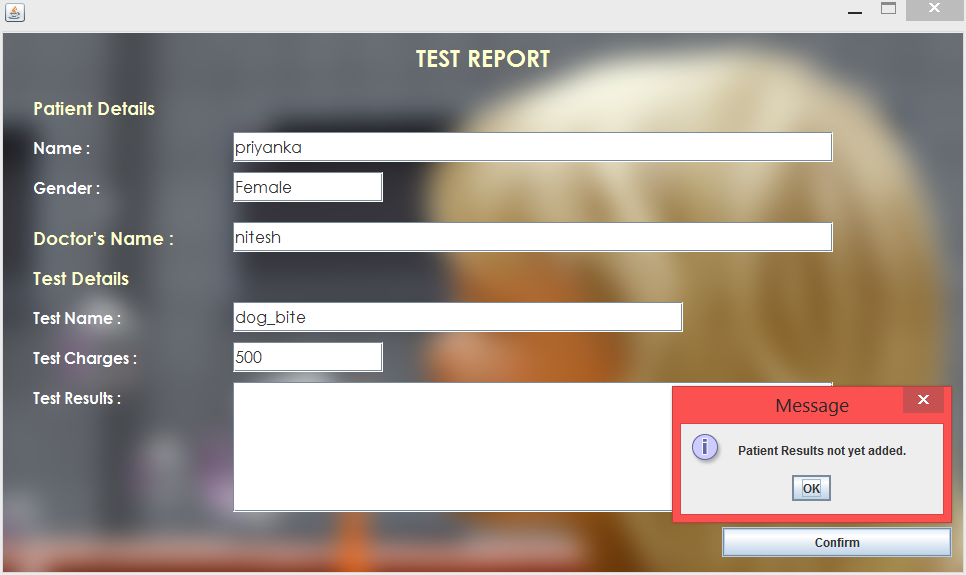 TEST REPORT
Patient Details
Name : priyanka
Gender : Female
Doctor's Name : nitesh
Test Details
Test Name : dog_bite
Test Charges : 500
Test Results :
Message
i
Patient Results not yet added.
OK
Confirm